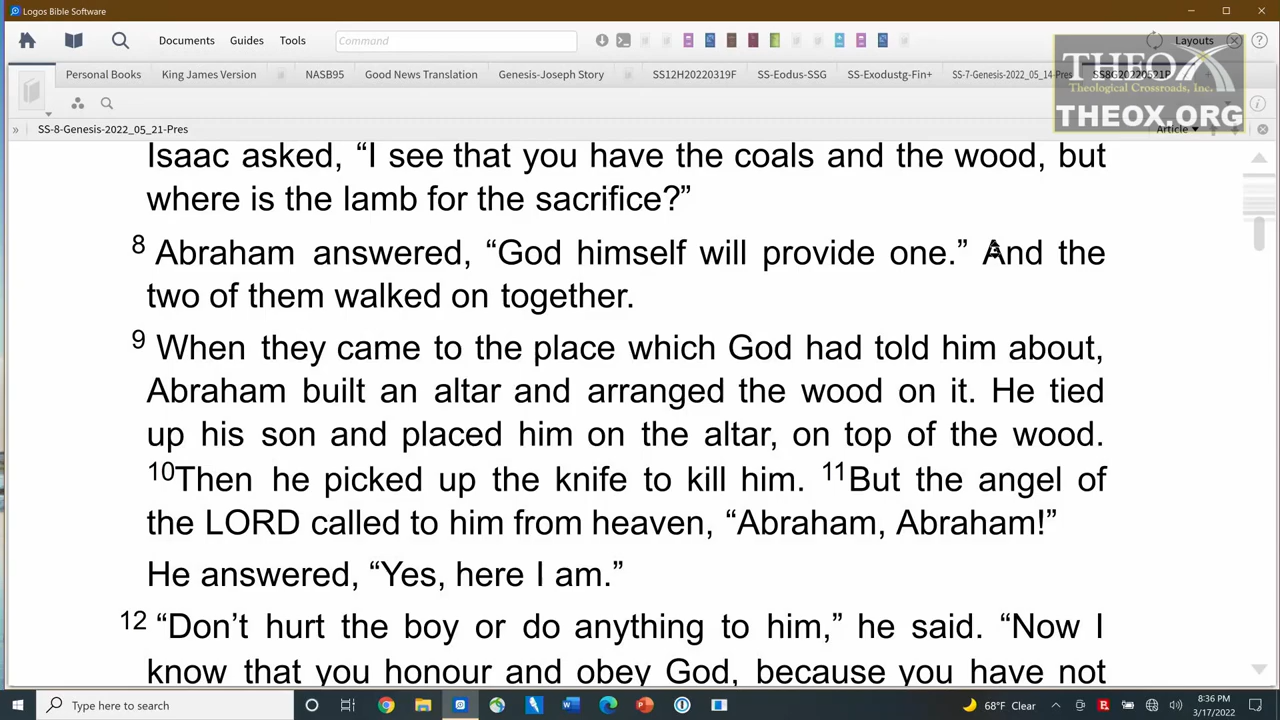 Logos Bible Software
Documents Guides Tools Command Layouts
Personal Books King James Version NASB95 Good News Translation Genesis-Joseph Story SS12H20220319F SS-Eodus-SSG SS-Exodustg-Fin+ SS-7-Genesis-2022_05_14-Pres SS8G20220521P
THEOX
Theological Crossroads, Inc.
THEOX.ORG
SS-8-Genesis-2022_05_21-Pres Article
Isaac asked, “I see that you have the coals and the wood, but
where is the lamb for the sacrifice?”
8 Abraham answered, “God himself will provide one.” And the
two of them walked on together.
9 When they came to the place which God had told him about,
Abraham built an altar and arranged the wood on it. He tied
up his son and placed him on the altar, on top of the wood.
10Then he picked up the knife to kill him. 11But the angel of
the LORD called to him from heaven, “Abraham, Abraham!”
He answered, “Yes, here I am.”
12 “Don’t hurt the boy or do anything to him,” he said. “Now I
know that you honour and obey God, because you have not
Type here to search 68°F Clear 8:36 PM
3/17/2022